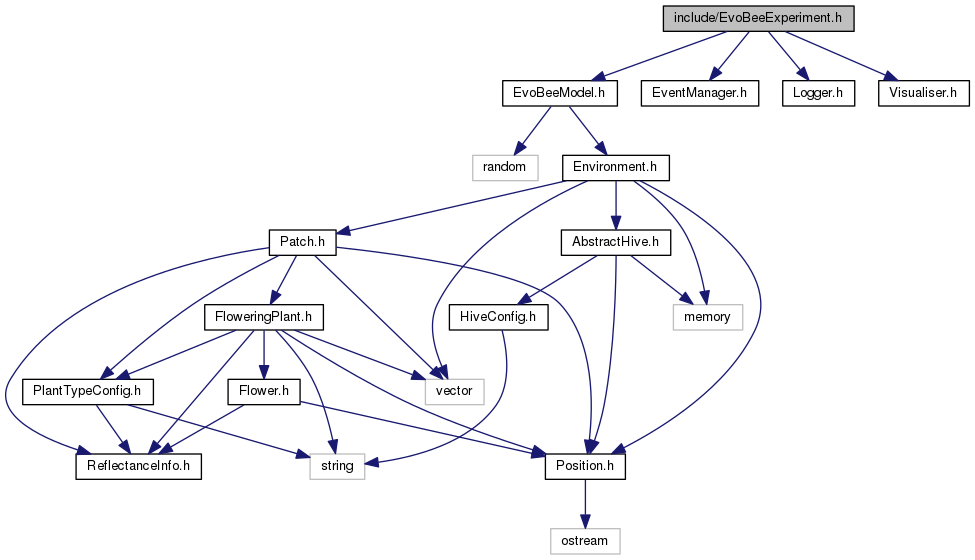 include/EvoBeeExperiment.h
EvoBeeModel.h
EventManager.h
Logger.h
Visualiser.h
random
Environment.h
Patch.h
AbstractHive.h
FloweringPlant.h
HiveConfig.h
memory
PlantTypeConfig.h
Flower.h
vector
ReflectanceInfo.h
string
Position.h
ostream